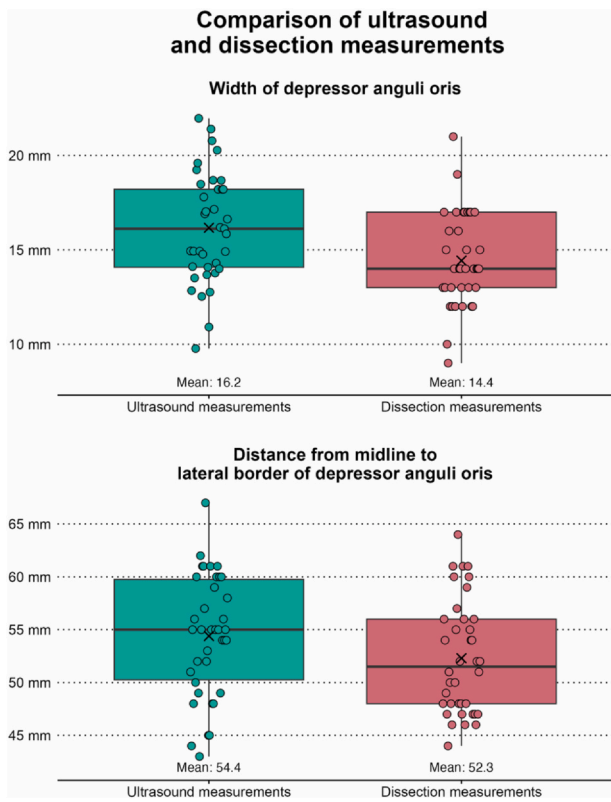 Comparison of ultrasound
and dissection measurements
Width of depressor anguli oris
20 mm
15 mm
10 mm
Mean: 16.2
Mean: 14.4
Ultrasound measurements
Dissection measurements
Distance from midline to
lateral border of depressor anguli oris
65 mm
60 mm
55 mm
50 mm
45 mm
Mean: 54.4
Mean: 52.3
Ultrasound measurements
Dissection measurements